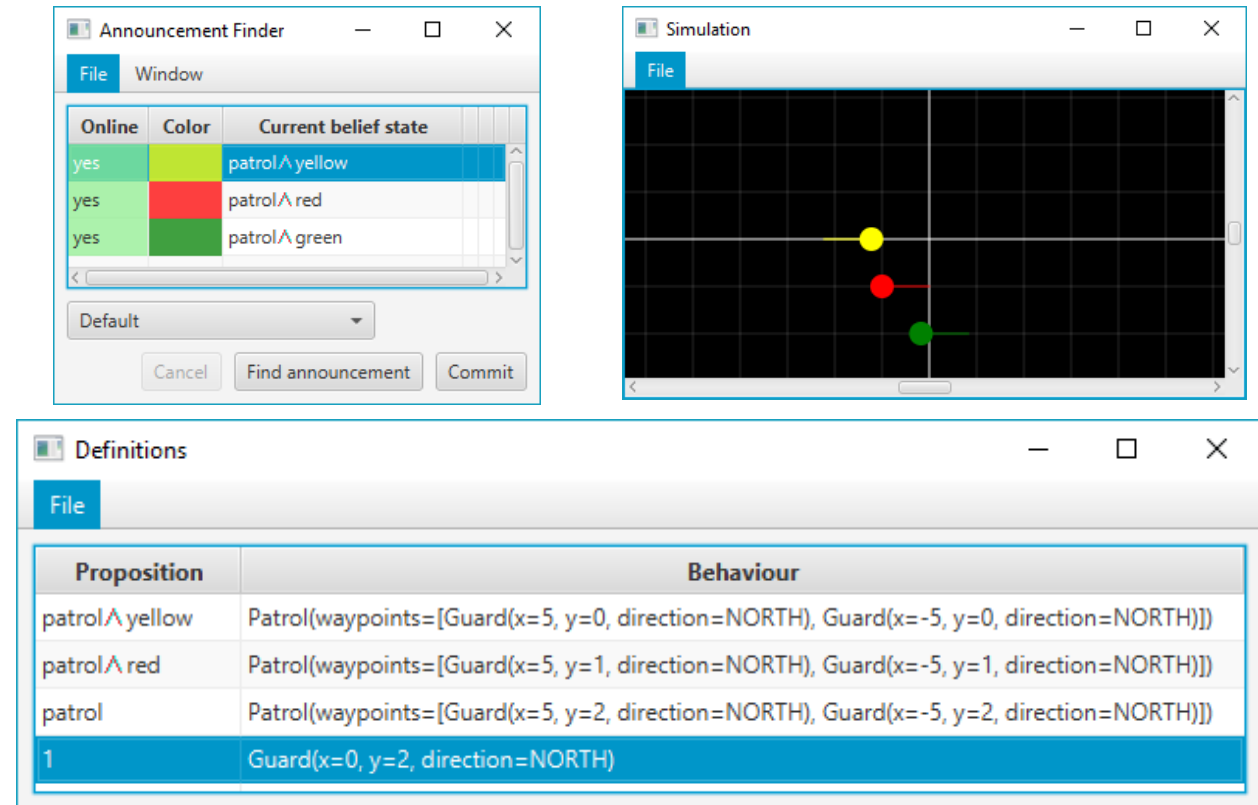 Announcement Finder
File Window
Online Color Current belief state
yes patrol∧yellow
yes patrol∧red
yes patrol∧green
Default
Cancel Find announcement Commit
Simulation
File
Definitions
File
Proposition Behaviour
patrol∧yellow Patrol(waypoints=[Guard(x=5, y=0, direction=NORTH), Guard(x=-5, y=0, direction=NORTH)])
patrol∧red Patrol(waypoints=[Guard(x=5, y=1, direction=NORTH), Guard(x=-5, y=1, direction=NORTH)])
patrol Patrol(waypoints=[Guard(x=5, y=2, direction=NORTH), Guard(x=-5, y=2, direction=NORTH)])
1 Guard(x=0, y=2, direction=NORTH)